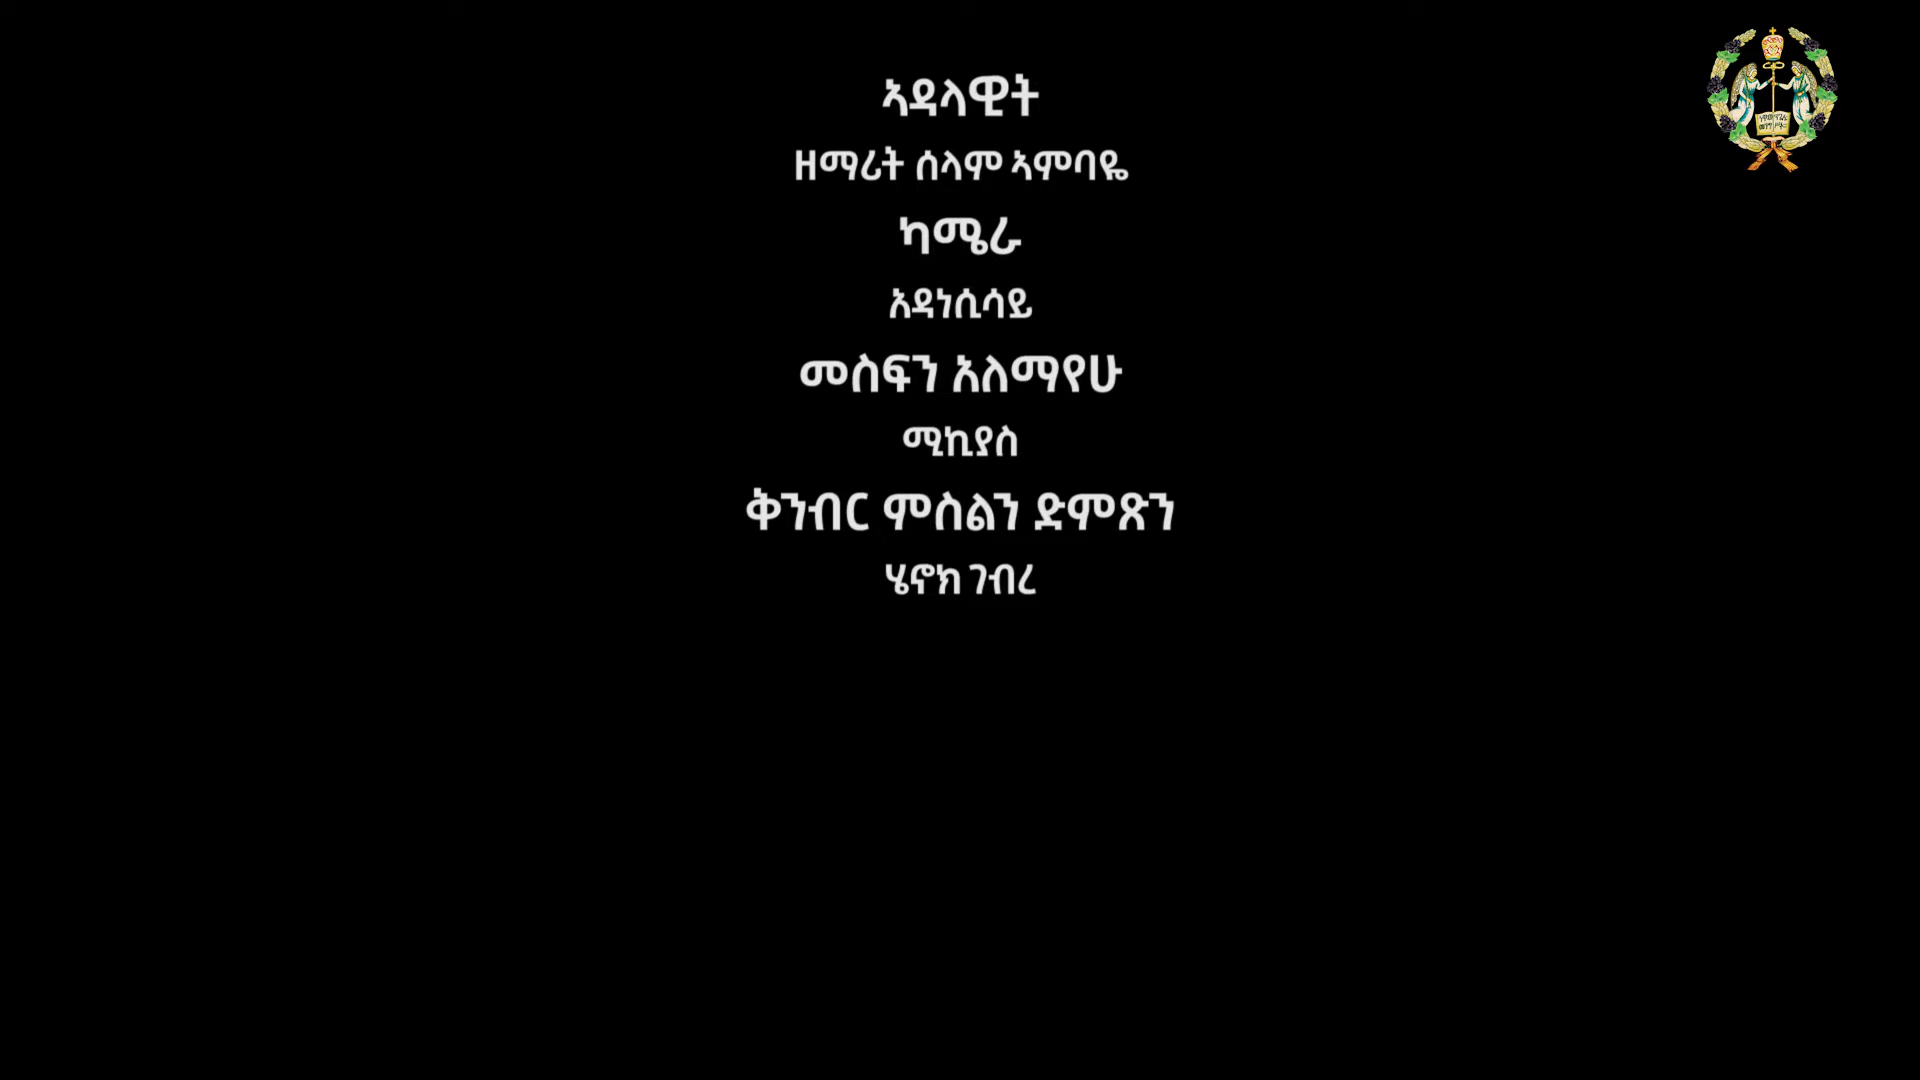 ኣዳላዊት
ዘማሪት ሰላም ኣምባዬ
ካሜራ
አዳነሲሳይ
መስፍን አለማየሁ
ሚኪያስ
ቅንብር ምስልን ድምጽን
ሄኖክ ገብረ